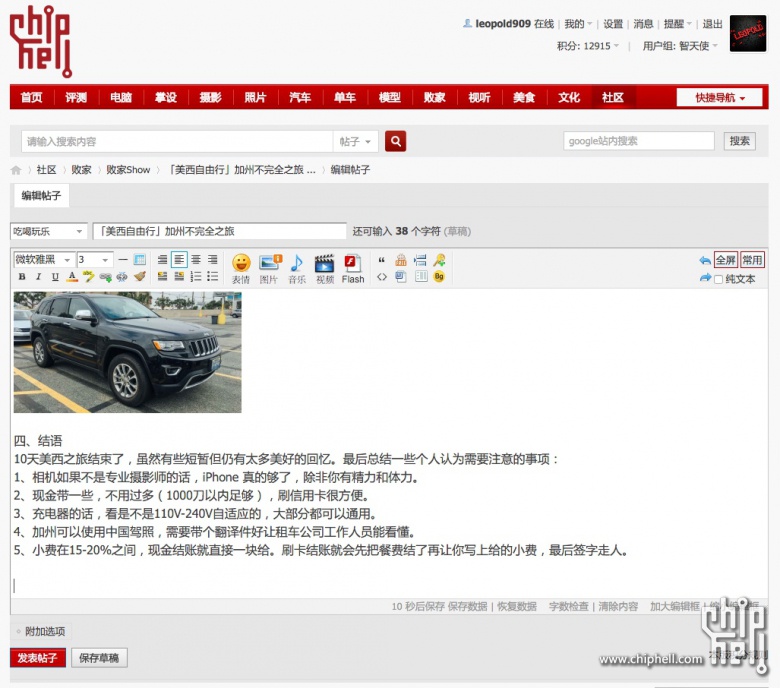 chip hell
leopold909 在线 | 我的 | 设置 | 消息 | 提醒 | 退出
积分: 12915 | 用户组: 智天使
LEOPOLD
首页 评测 电脑 掌设 摄影 照片 汽车 单车 模型 败家 视听 美食 文化 社区 快捷导航
请输入搜索内容 帖子 google站内搜索 搜索
社区 败家 败家Show 「美西自由行」加州不完全之旅 ... 编辑帖子
编辑帖子
吃喝玩乐 「美西自由行」加州不完全之旅 还可输入 38 个字符 (草稿)
微软雅黑 3 全屏 常用
B I U A 表情 图片 音乐 视频 Flash <> Bg 纯文本
四、结语
10天美西之旅结束了，虽然有些短暂但仍有太多美好的回忆。最后总结一些个人认为需要注意的事项：
1、相机如果不是专业摄影师的话，iPhone 真的够了，除非你有精力和体力。
2、现金带一些，不用过多（1000刀以内足够），刷信用卡很方便。
3、充电器的话，看是不是110V-240V自适应的，大部分都可以通用。
4、加州可以使用中国驾照，需要带个翻译件好让租车公司工作人员能看懂。
5、小费在15-20%之间，现金结账就直接一块给。刷卡结账就会先把餐费结了再让你写上给的小费，最后签字走人。
10 秒后保存 保存数据 | 恢复数据 字数检查 | 清除内容 加大编辑框
附加选项
发表帖子 保存草稿
chip hell
www.chiphell.com